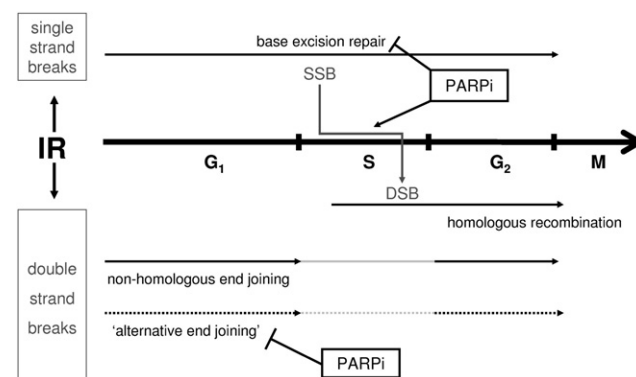 single
strand
breaks
base excision repair
SSB
PARPi
IR
G₁
S
G₂
M
DSB
homologous recombination
double
strand
breaks
non-homologous end joining
‘alternative end joining’
PARPi